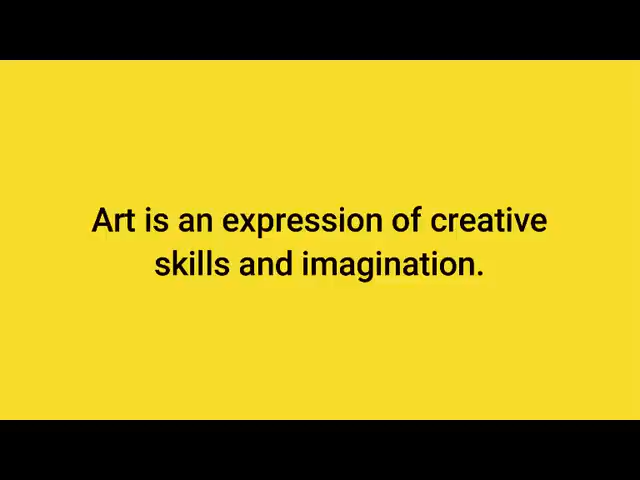 Art is an expression of creative
skills and imagination.